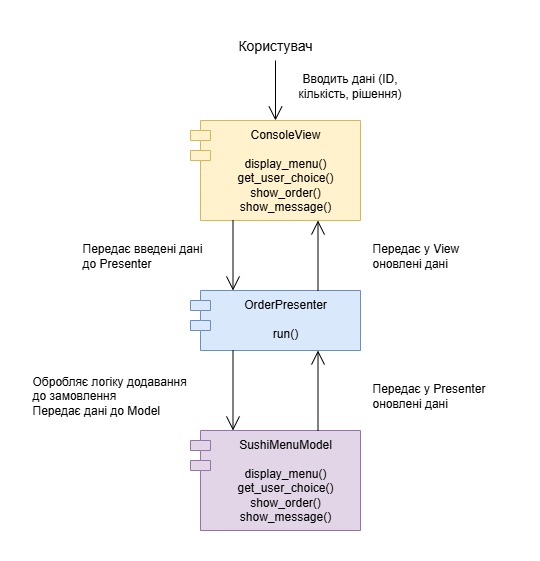 Користувач
Вводить дані (ID,
кількість, рішення)
ConsoleView
display_menu()
get_user_choice()
show_order()
show_message()
Передає введені дані
до Presenter
Передає у View
оновлені дані
OrderPresenter
run()
Обробляє логіку додавання
до замовлення
Передає дані до Model
Передає у Presenter
оновлені дані
SushiMenuModel
display_menu()
get_user_choice()
show_order()
show_message()